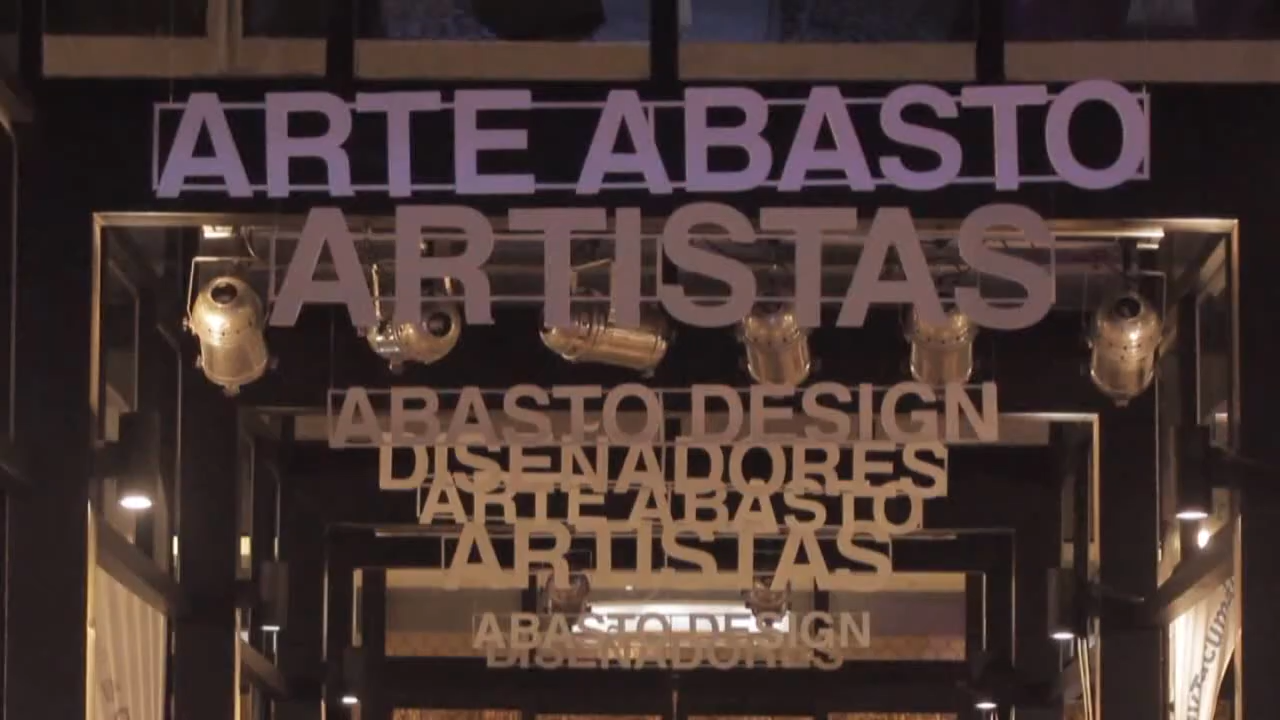 ARTE ABASTO
ARTISTAS
ABASTO DESIGN
DISENADORES
ARTE ABASTO
ARTISTAS
ABASTO DESIGN
DISENADORES